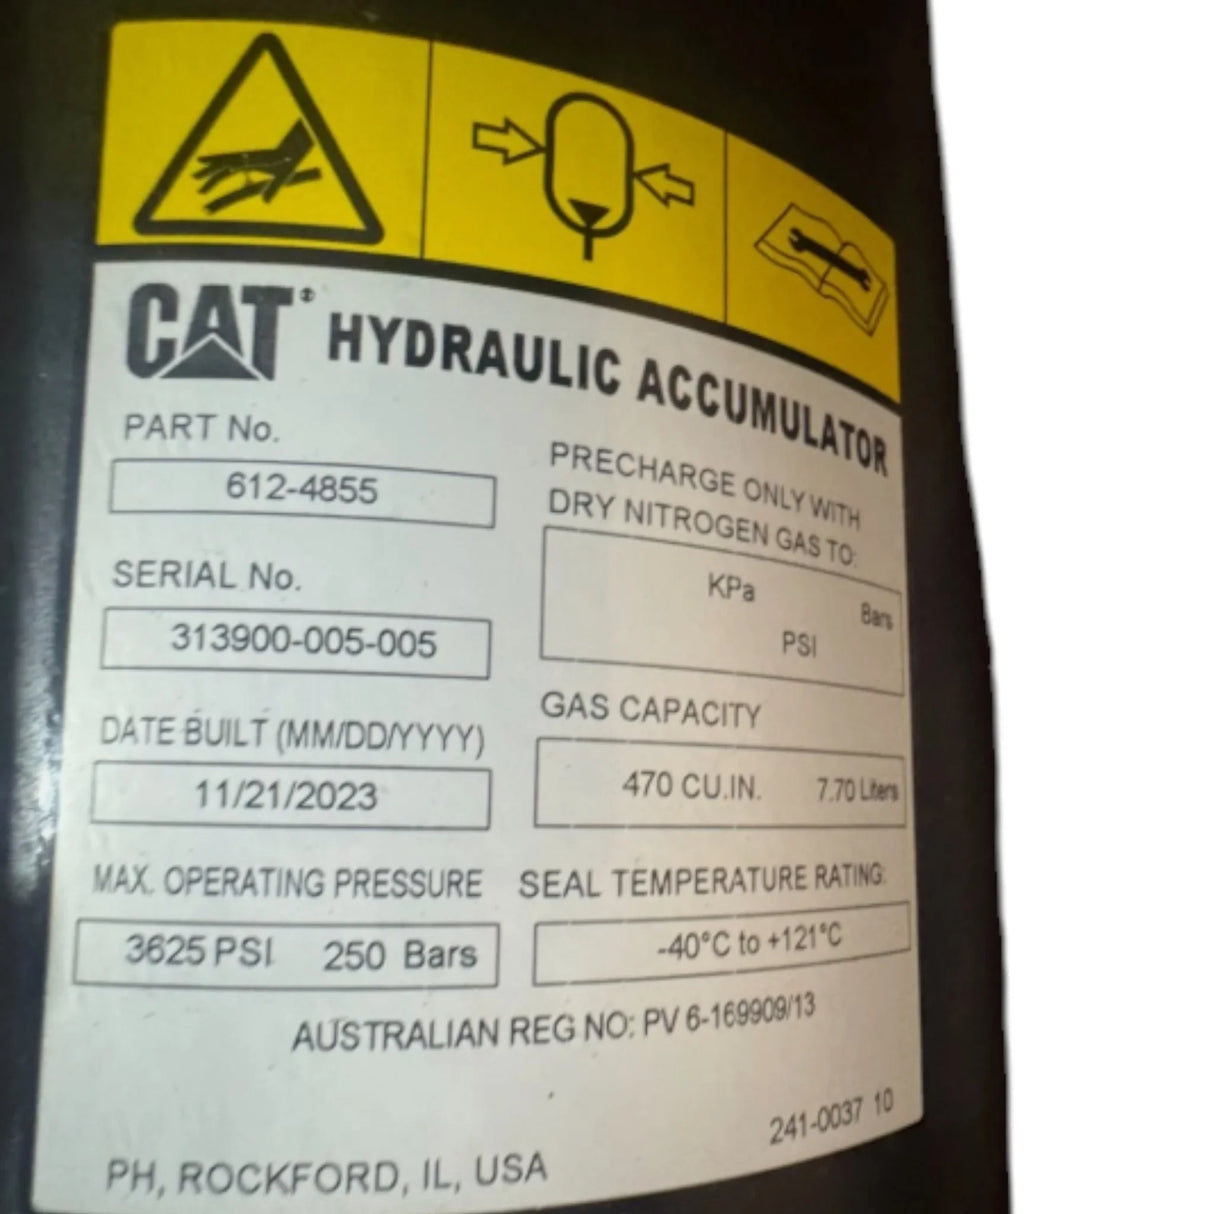 CAT® HYDRAULIC ACCUMULATOR
PART No.
612-4855
SERIAL No.
313900-005-005
DATE BUILT (MM/DD/YYYY)
11/21/2023
MAX. OPERATING PRESSURE
3625 PSI 250 Bars
PRECHARGE ONLY WITH
DRY NITROGEN GAS TO:
KPa Bars
PSI
GAS CAPACITY
470 CU.IN. 7.70 Liters
SEAL TEMPERATURE RATING:
-40°C to +121°C
AUSTRALIAN REG NO: PV 6-169909/13
241-0037 10
PH, ROCKFORD, IL, USA